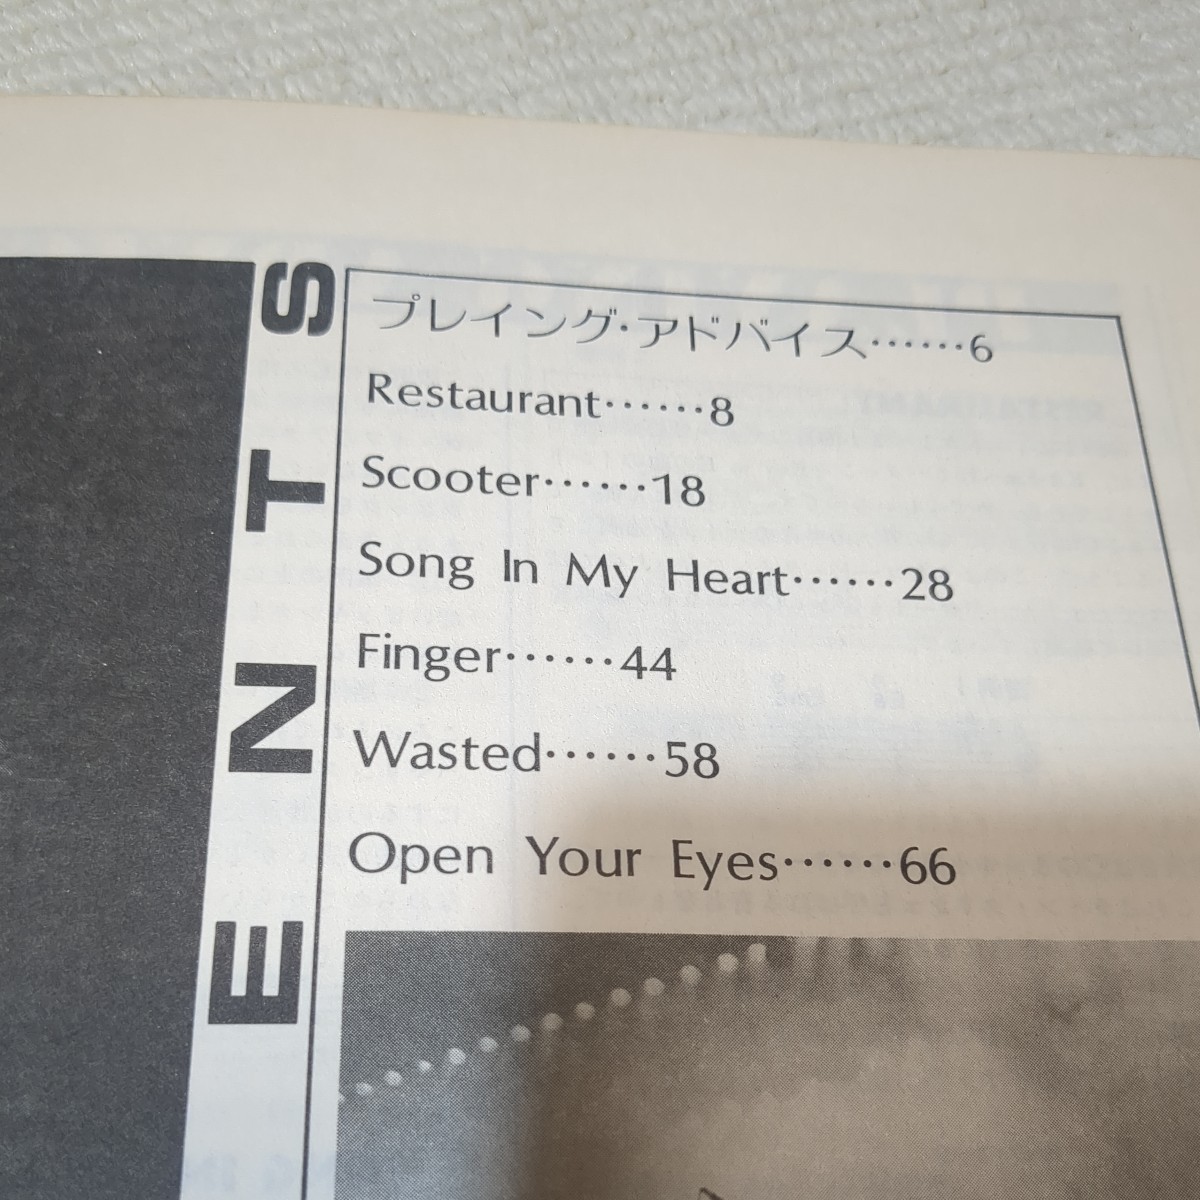 プレイング・アドバイス……6
Restaurant……8
Scooter……18
Song In My Heart……28
Finger……44
Wasted……58
Open Your Eyes……66
ENTS